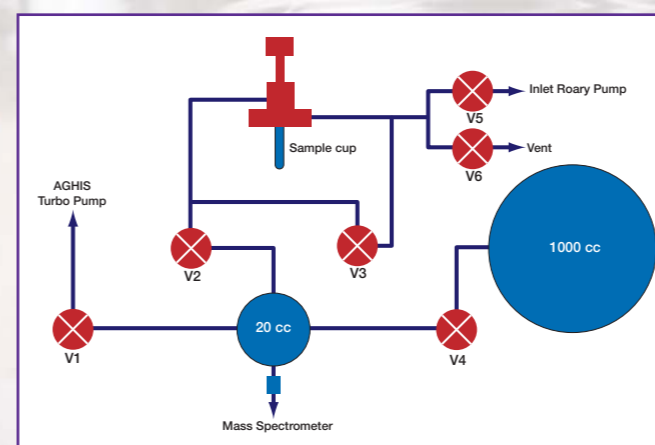 Inlet Roary Pump
V5
Sample cup
Vent
V6
AGHIS
Turbo Pump
1000 cc
V2
V3
20 cc
V1
V4
Mass Spectrometer